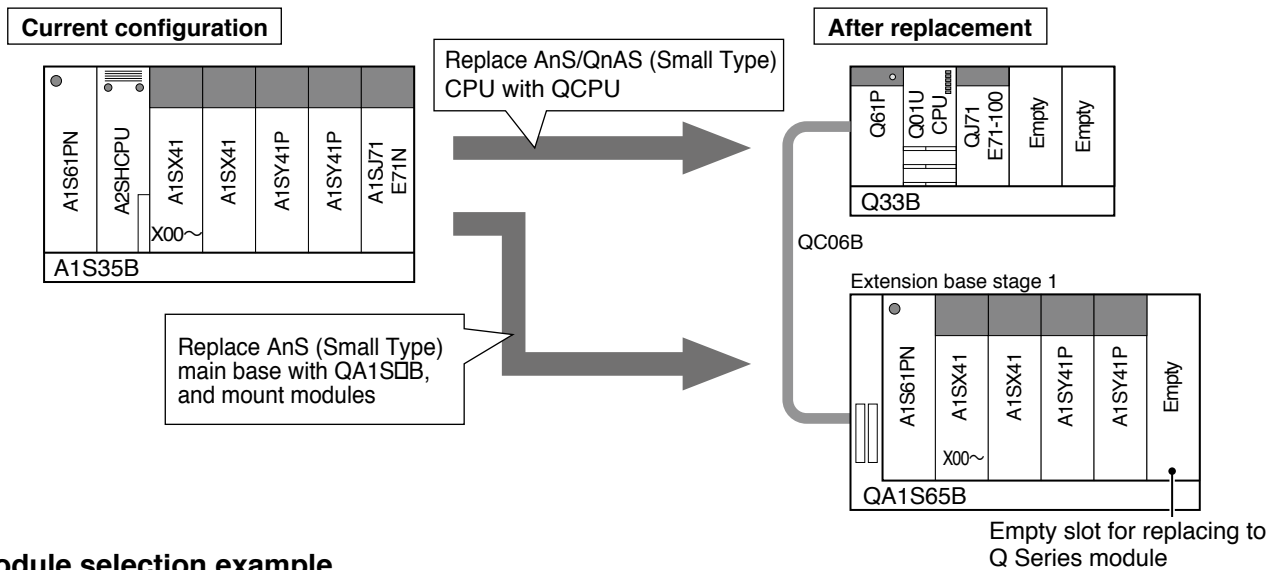 Current configuration
After replacement
Replace AnS/QnAS (Small Type)
CPU with QCPU
A1S61PN
A2SHCPU
A1SX41
X00～
A1SX41
A1SY41P
A1SY41P
A1SJ71
E71N
A1S35B
Replace AnS (Small Type)
main base with QA1S□B,
and mount modules
Q61P
Q01U
CPU
QJ71
E71-100
Empty
Empty
Q33B
QC06B
Extension base stage 1
A1S61PN
A1SX41
X00～
A1SX41
A1SY41P
A1SY41P
Empty
QA1S65B
Empty slot for replacing to
Q Series module
odule selection example